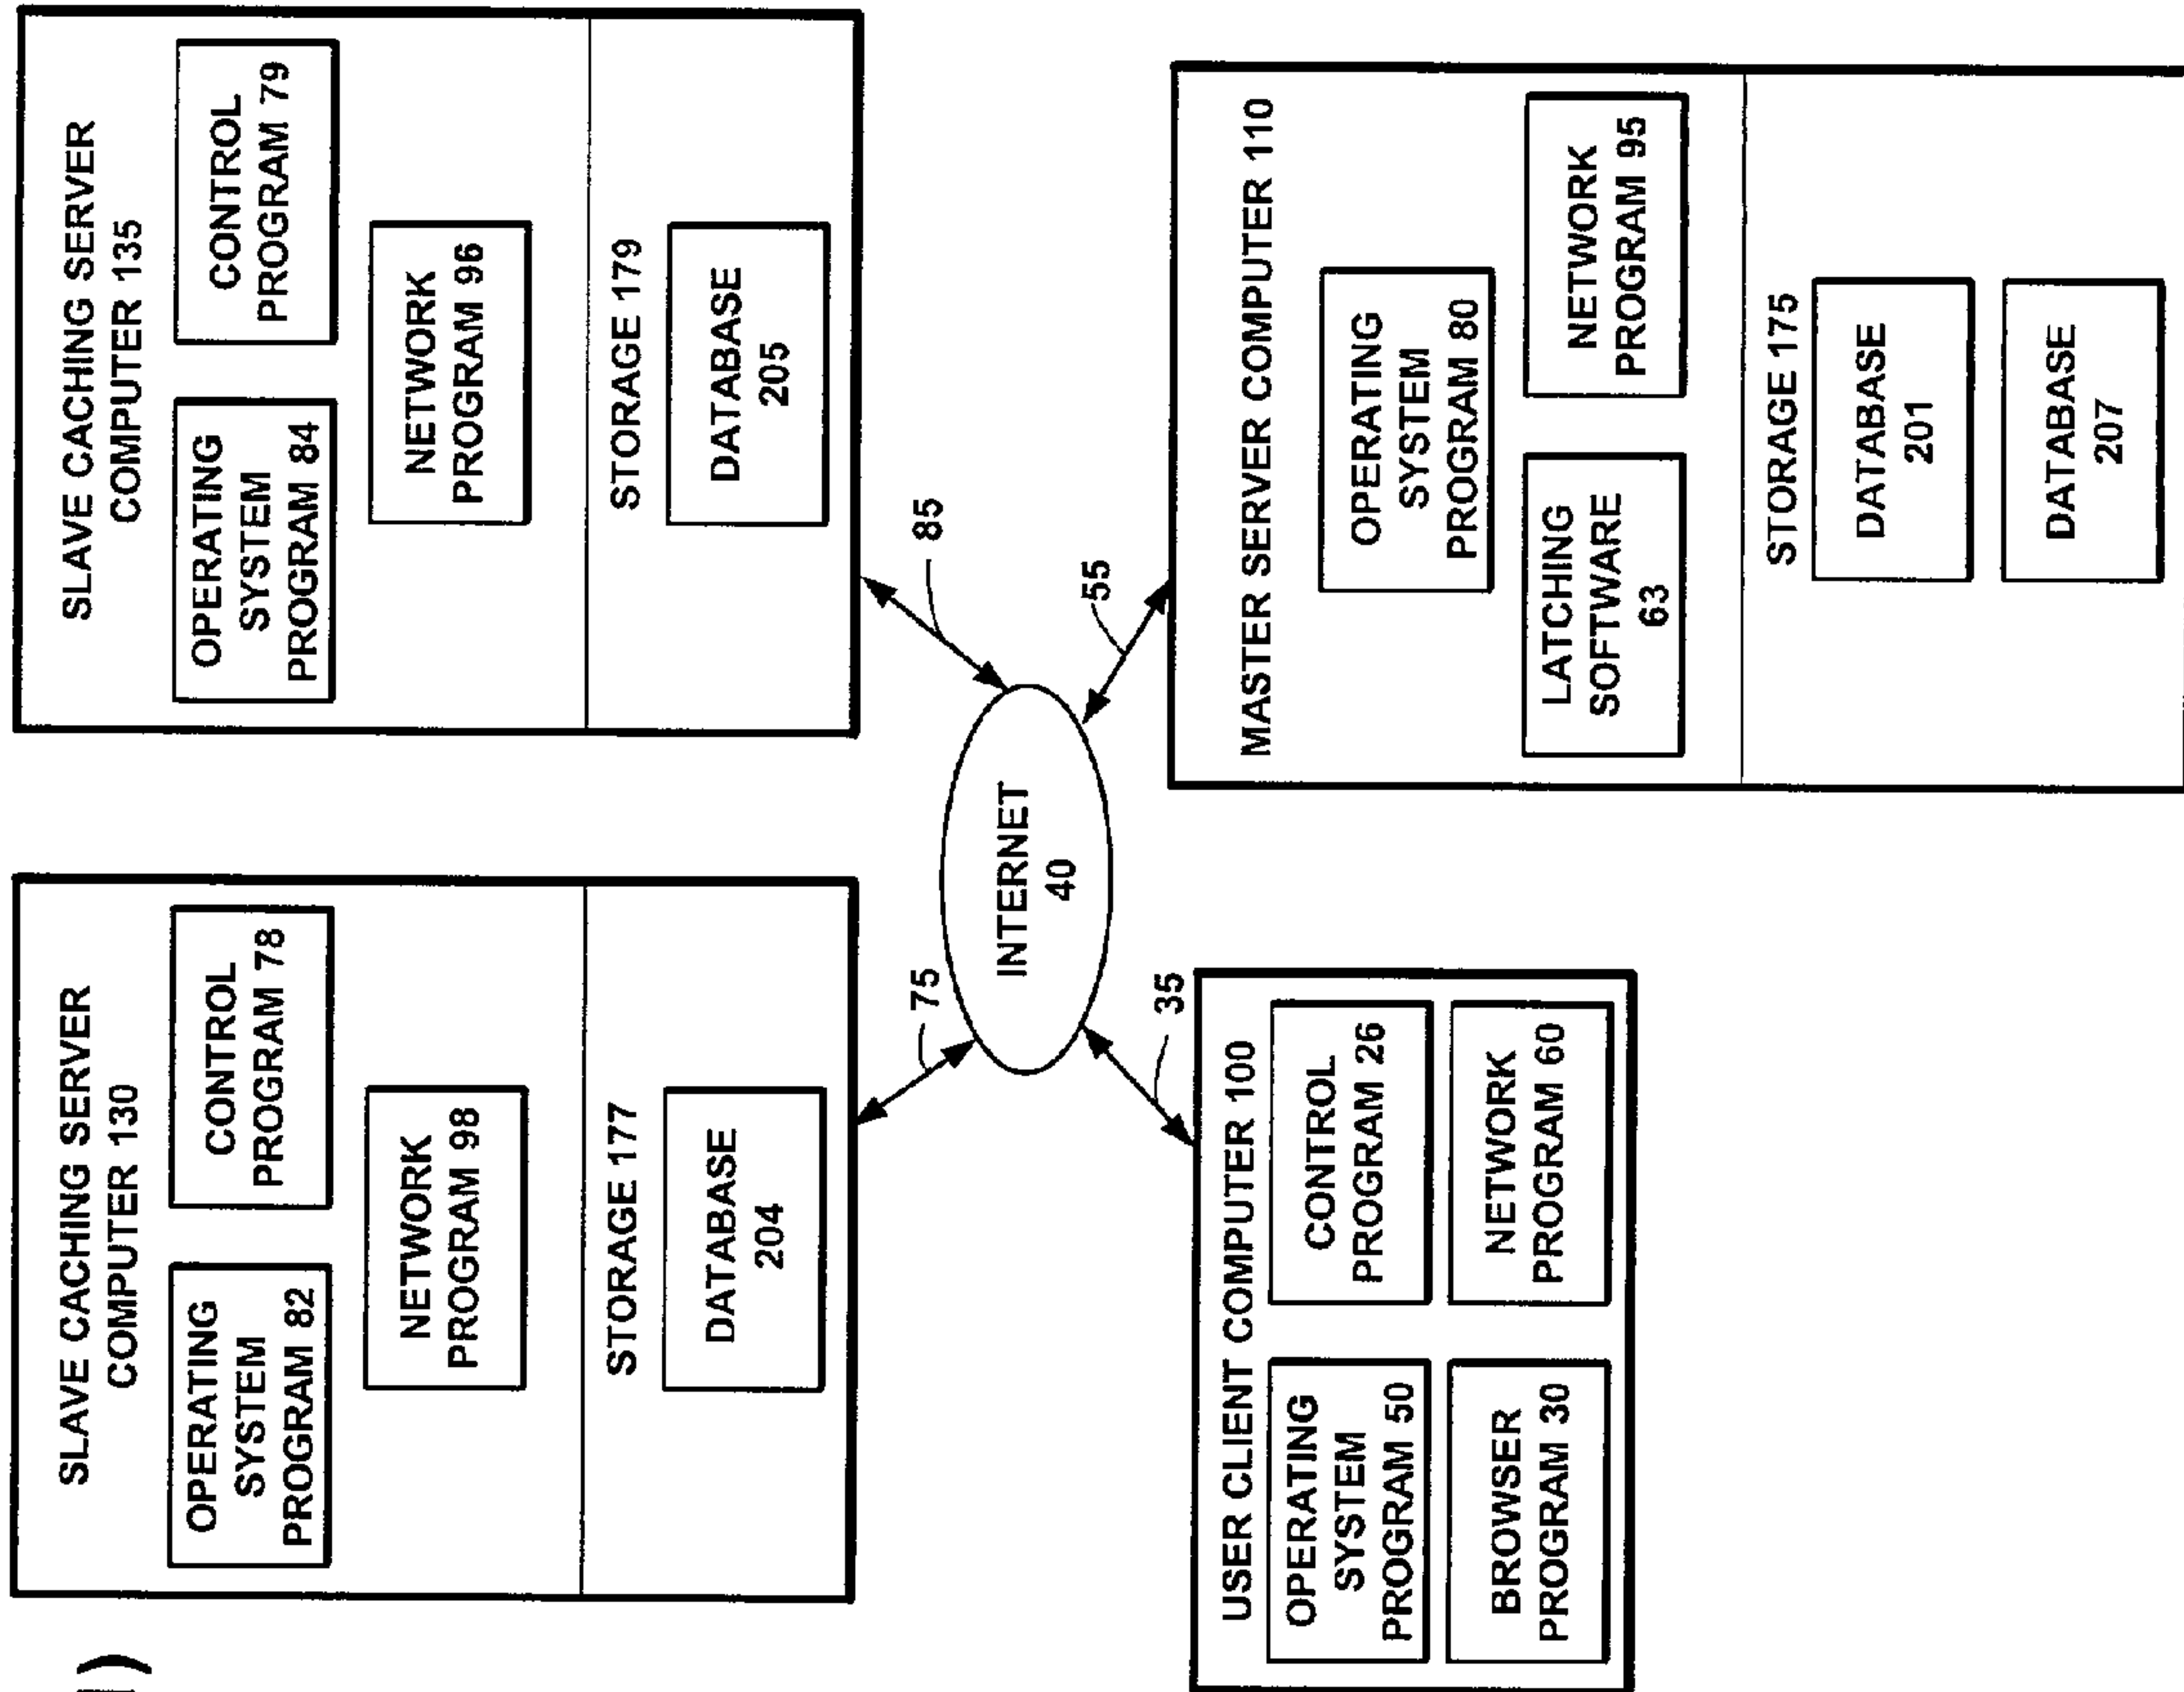 SLAVE CACHING SERVER
COMPUTER 130
OPERATING
SYSTEM
PROGRAM 82
CONTROL
PROGRAM 78
NETWORK
PROGRAM 98
STORAGE 177
DATABASE
204
SLAVE CACHING SERVER
COMPUTER 135
OPERATING
SYSTEM
PROGRAM 84
CONTROL
PROGRAM 79
NETWORK
PROGRAM 96
STORAGE 179
DATABASE
205
75
85
INTERNET
40
35
55
USER CLIENT COMPUTER 100
OPERATING
SYSTEM
PROGRAM 50
CONTROL
PROGRAM 26
BROWSER
PROGRAM 30
NETWORK
PROGRAM 60
MASTER SERVER COMPUTER 110
OPERATING
SYSTEM
PROGRAM 80
LATCHING
SOFTWARE
63
NETWORK
PROGRAM 95
STORAGE 175
DATABASE
201
DATABASE
207